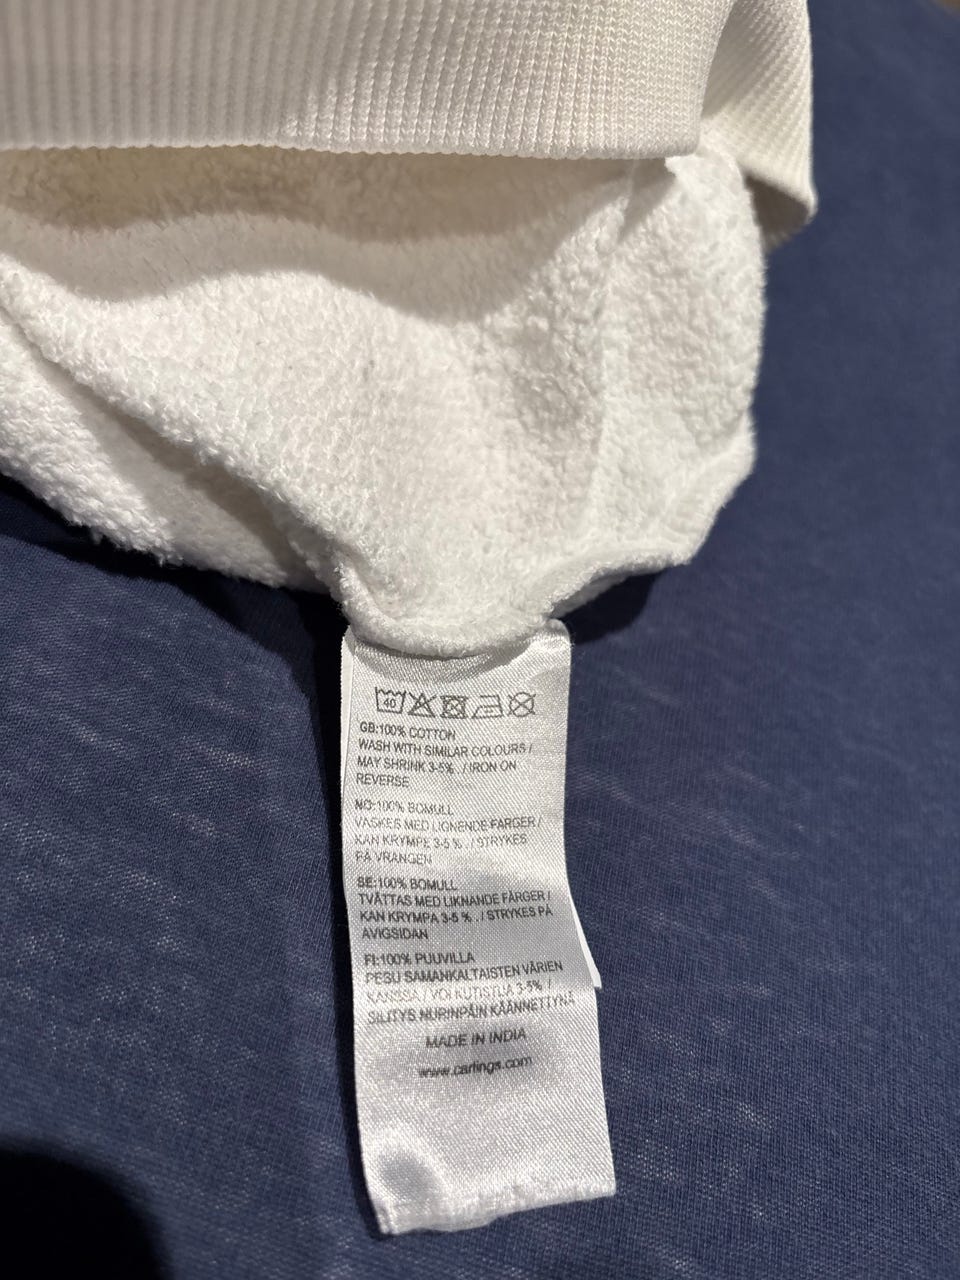 40
GB:100% COTTON
WASH WITH SIMILAR COLOURS /
MAY SHRINK 3-5% . / IRON ON
REVERSE
NO:100% BOMULL
VASKES MED LIGNENDE FARGER /
KAN KRYMPE 3-5 % . / STRYKES
PÅ VRANGEN
SE:100% BOMULL
TVÄTTAS MED LIKNANDE FÄRGER /
KAN KRYMPA 3-5 % . / STRYKES PÅ
AVIGSIDAN
FI:100% PUUVILLA
PESU SAMANKALTAISTEN VÄRIEN
KANSSA / VOI KUTISTUA 3-5% /
SILITYS NURINPÄIN KÄÄNNETTYNÄ
MADE IN INDIA
www.carlings.com